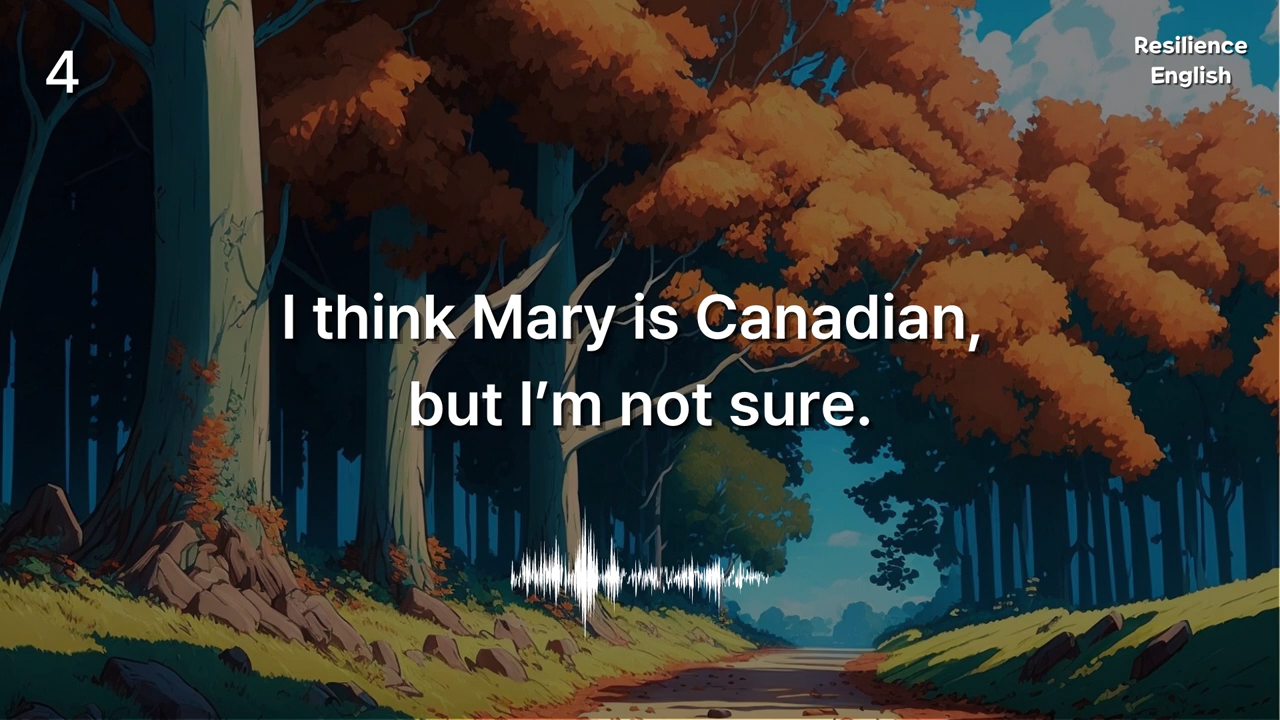 4
Resilience
English
I think Mary is Canadian,
but I’m not sure.